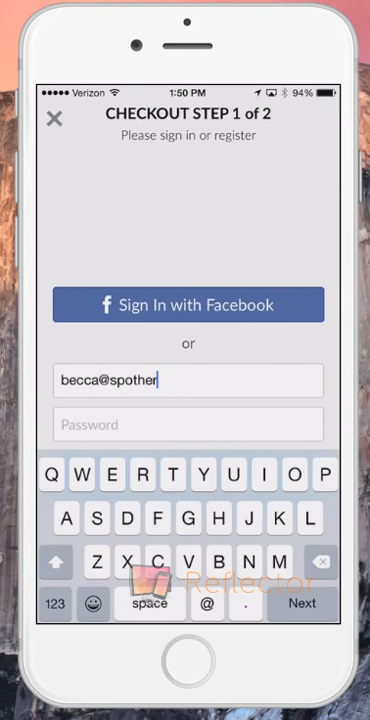 Verizon 1:50 PM 94%
CHECKOUT STEP 1 of 2
Please sign in or register
f Sign In with Facebook
or
becca@spother
Password
Q W E R T Y U I O P
A S D F G H J K L
Z X C V B N M
Reflector
123 space @ . Next